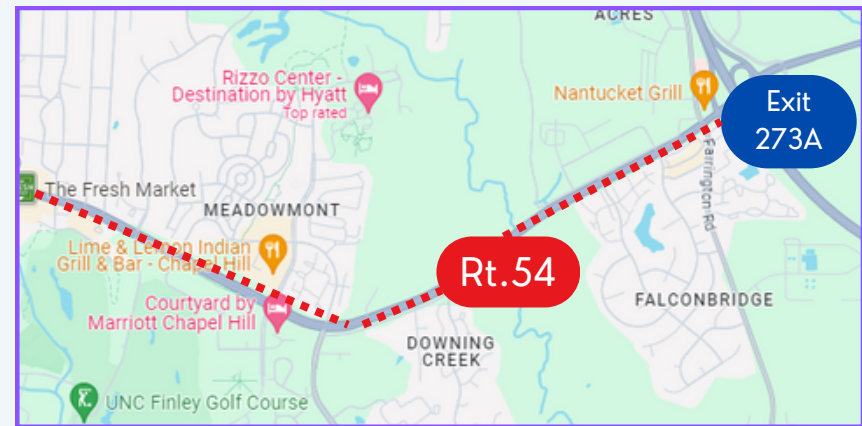 ACRES
Rizzo Center -
Destination by Hyatt
Top rated
Nantucket Grill
Exit
273A
Farrington Rd
The Fresh Market
MEADOWMONT
Lime & Lemon Indian
Grill & Bar - Chapel Hill
Rt.54
Courtyard by
Marriott Chapel Hill
FALCONBRIDGE
DOWNING
CREEK
UNC Finley Golf Course